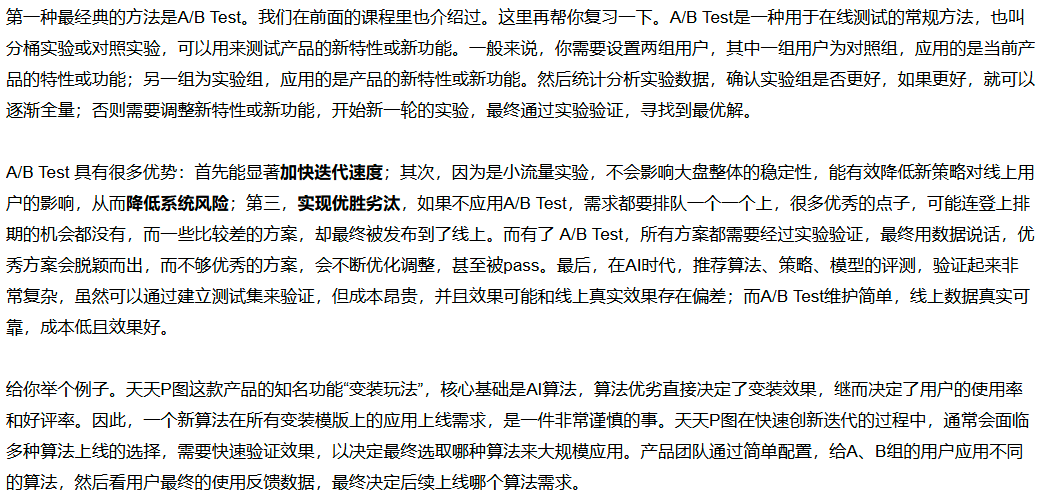 第一种最经典的方法是A/B Test。我们在前面的课程里也介绍过。这里再帮你复习一下。A/B Test是一种用于在线测试的常规方法，也叫
分桶实验或对照实验，可以用来测试产品的新特性或新功能。一般来说，你需要设置两组用户，其中一组用户为对照组，应用的是当前产
品的特性或功能；另一组为实验组，应用的是产品的新特性或新功能。然后统计分析实验数据，确认实验组是否更好，如果更好，就可以
逐渐全量；否则需要调整新特性或新功能，开始新一轮的实验，最终通过实验验证，寻找到最优解。
A/B Test 具有很多优势：首先能显著加快迭代速度；其次，因为是小流量实验，不会影响大盘整体的稳定性，能有效降低新策略对线上用
户的影响，从而降低系统风险；第三，实现优胜劣汰，如果不应用A/B Test，需求都要排队一个一个上，很多优秀的点子，可能连登上排
期的机会都没有，而一些比较差的方案，却最终被发布到了线上。而有了 A/B Test，所有方案都需要经过实验验证，最终用数据说话，优
秀方案会脱颖而出，而不够优秀的方案，会不断优化调整，甚至被pass。最后，在AI时代，推荐算法、策略、模型的评测，验证起来非
常复杂，虽然可以通过建立测试集来验证，但成本昂贵，并且效果可能和线上真实效果存在偏差；而A/B Test维护简单，线上数据真实可
靠，成本低且效果好。
给你举个例子。天天P图这款产品的知名功能“变装玩法”，核心基础是AI算法，算法优劣直接决定了变装效果，继而决定了用户的使用率
和好评率。因此，一个新算法在所有变装模版上的应用上线需求，是一件非常谨慎的事。天天P图在快速创新迭代的过程中，通常会面临
多种算法上线的选择，需要快速验证效果，以决定最终选取哪种算法来大规模应用。产品团队通过简单配置，给A、B组的用户应用不同
的算法，然后看用户最终的使用反馈数据，最终决定后续上线哪个算法需求。